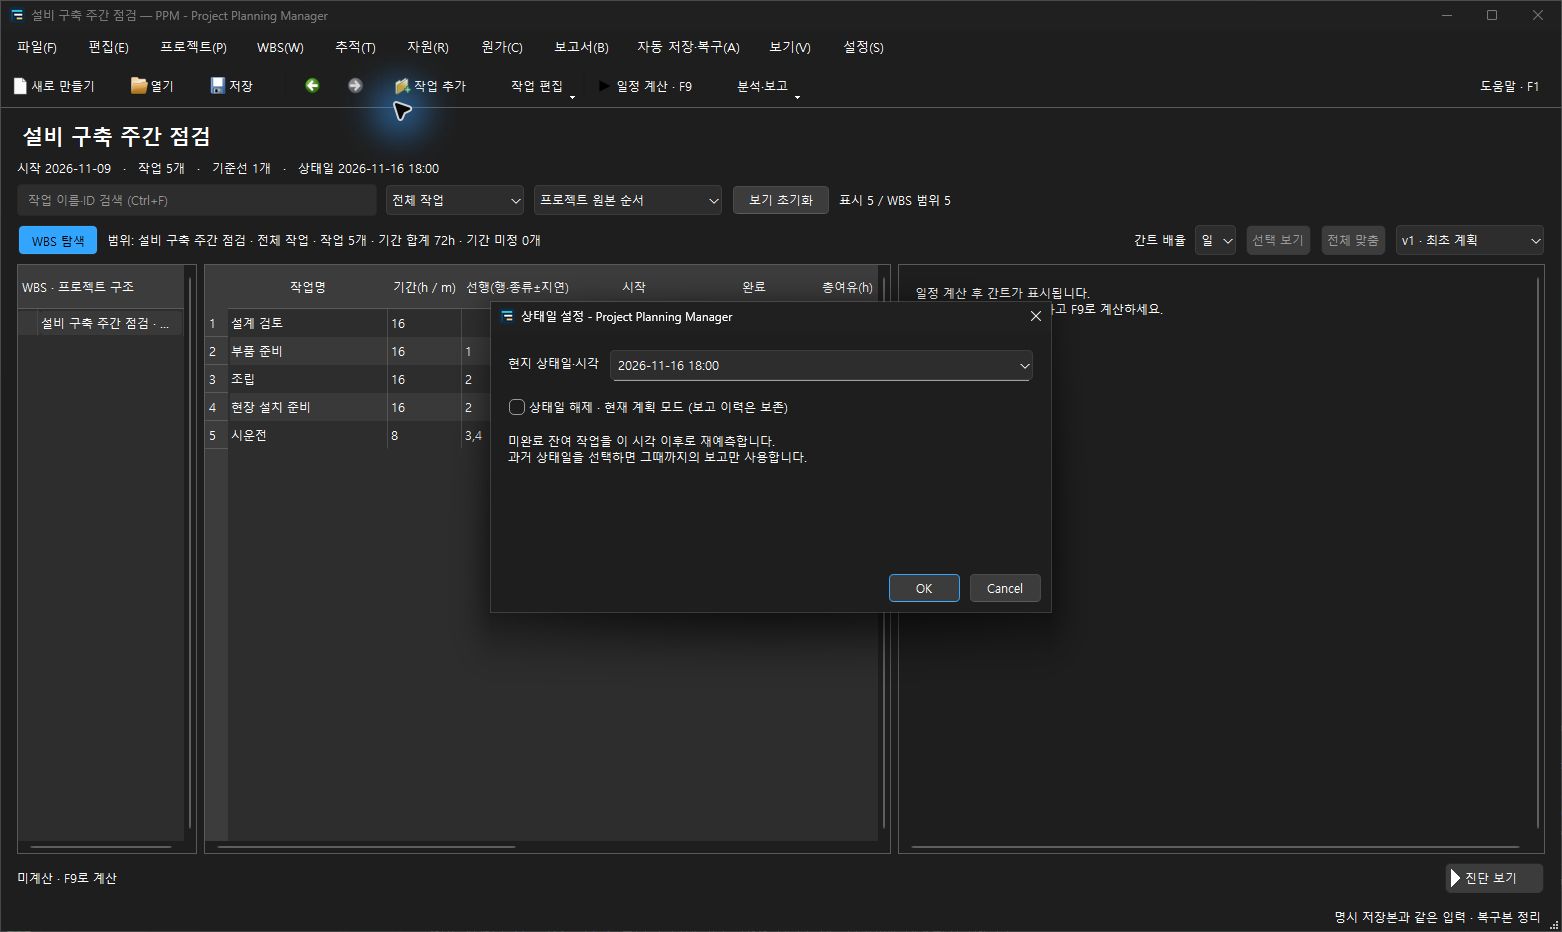 설비 구축 주간 점검 — PPM - Project Planning Manager
파일(F) 편집(E) 프로젝트(P) WBS(W) 추적(T) 자원(R) 원가(C) 보고서(B) 자동 저장·복구(A) 보기(V) 설정(S)
새로 만들기 열기 저장 작업 추가 작업 편집 일정 계산 · F9 분석·보고 도움말 · F1
설비 구축 주간 점검
시작 2026-11-09 · 작업 5개 · 기준선 1개 · 상태일 2026-11-16 18:00
작업 이름·ID 검색 (Ctrl+F) 전체 작업 프로젝트 원본 순서 보기 초기화 표시 5 / WBS 범위 5
WBS 탐색 범위: 설비 구축 주간 점검 · 전체 작업 · 작업 5개 · 기간 합계 72h · 기간 미정 0개 간트 배율 일 선택 보기 전체 맞춤 v1 · 최초 계획
WBS · 프로젝트 구조
설비 구축 주간 점검 · ...
작업명 기간(h / m) 선행(행·종류±지연) 시작 완료 총여유(h)
1 설계 검토 16
2 부품 준비 16 1
3 조립 16 2
4 현장 설치 준비 16 2
5 시운전 8 3,4
일정 계산 후 간트가 표시됩니다.
고 F9로 계산하세요.
상태일 설정 - Project Planning Manager
현지 상태일·시각 2026-11-16 18:00
상태일 해제 · 현재 계획 모드 (보고 이력은 보존)
미완료 잔여 작업을 이 시각 이후로 재예측합니다.
과거 상태일을 선택하면 그때까지의 보고만 사용합니다.
OK Cancel
미계산 · F9로 계산
진단 보기
명시 저장본과 같은 입력 · 복구본 정리